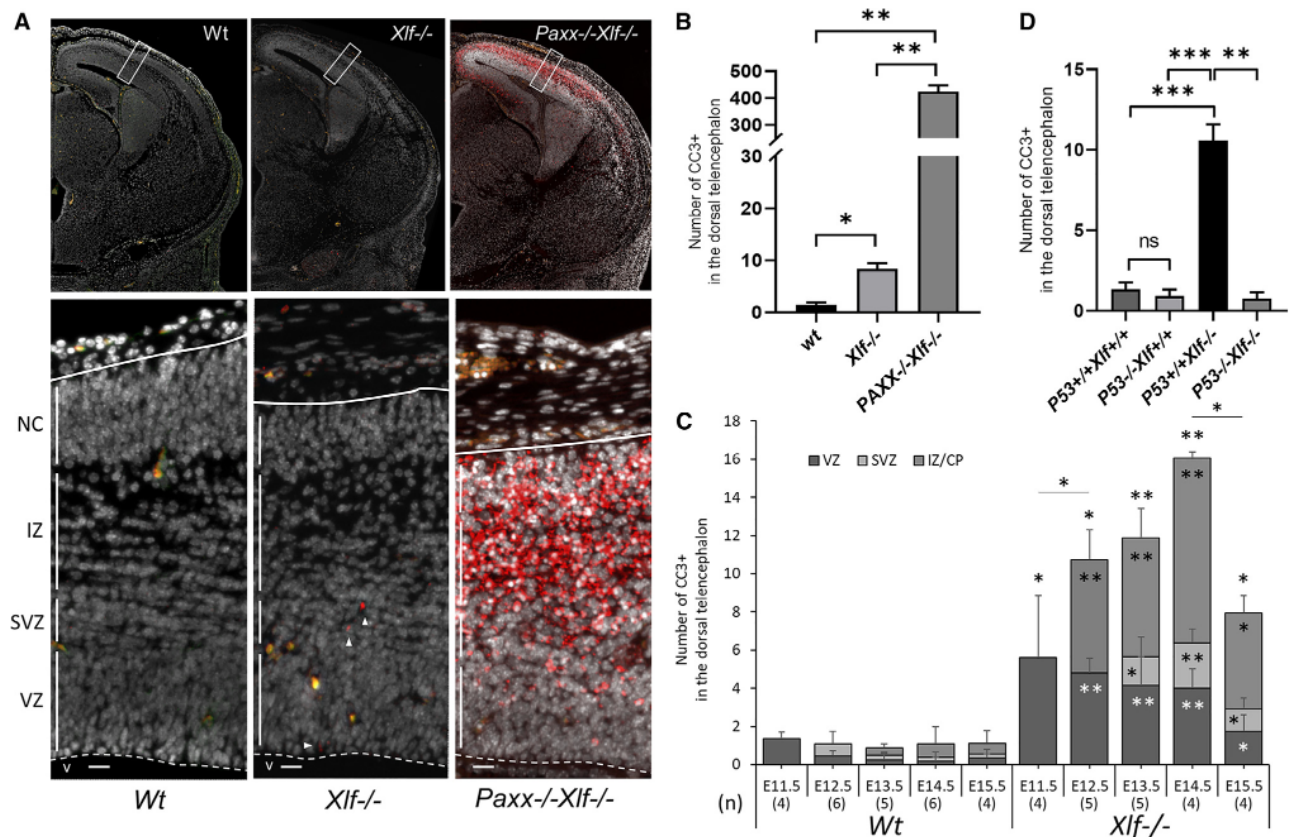 A
Wt
Xlf-/-
Paxx-/-Xlf-/-
NC
IZ
SVZ
VZ
v
v
Wt
Xlf-/-
Paxx-/-Xlf-/-
B
**
**
*
Number of CC3+
in the dorsal telencephalon
500
400
300
30
20
10
0
wt
Xlf-/-
PAXX-/-Xlf-/-
D
*** **
***
ns
Number of CC3+
in the dorsal telencephalon
15
10
5
0
P53+/+Xlf+/+
P53-/-Xlf+/+
P53+/+Xlf-/-
P53-/-Xlf-/-
C
VZ SVZ IZ/CP
Number of CC3+
in the dorsal telencephalon
18
16
14
12
10
8
6
4
2
0
*
*
*
**
**
**
**
*
**
**
**
**
**
*
*
*
*
*
E11.5 E12.5 E13.5 E14.5 E15.5 E11.5 E12.5 E13.5 E14.5 E15.5
(n) (4) (6) (5) (6) (4) (4) (5) (5) (4) (4)
Wt Xlf-/-